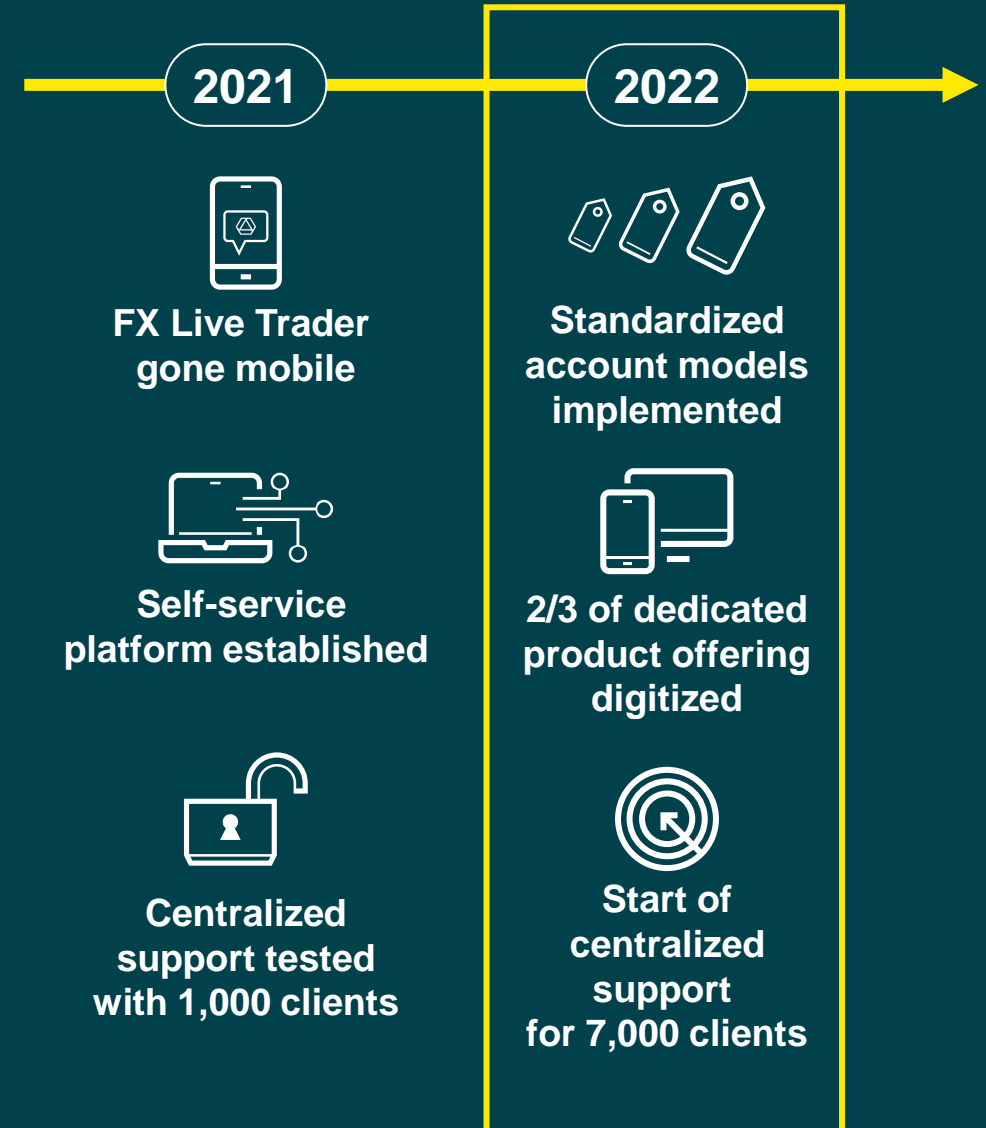 2021
FX Live Trader
gone mobile
Self-service
platform established
Centralized
support tested
with 1,000 clients
2022
Standardized
account models
implemented
2/3 of dedicated
product offering
digitized
Start of
centralized
support
for 7,000 clients